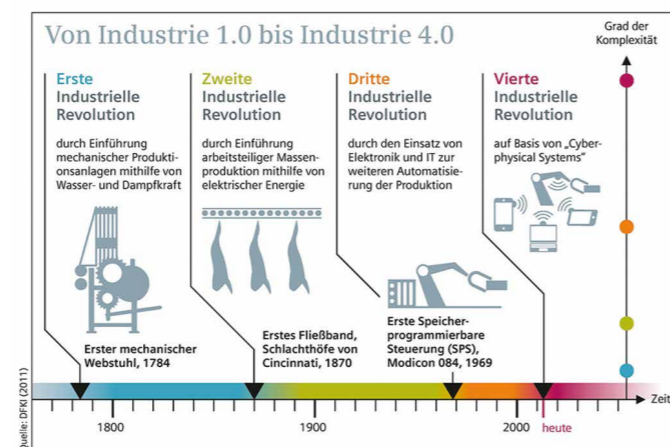 Von Industrie 1.0 bis Industrie 4.0
Grad der
Komplexität
Erste
Industrielle
Revolution
durch Einführung
mechanischer Produkti-
onsanlagen mithilfe von
Wasser- und Dampfkraft
Zweite
Industrielle
Revolution
durch Einführung
arbeitsteiliger Massen-
produktion mithilfe von
elektrischer Energie
Dritte
Industrielle
Revolution
durch den Einsatz von
Elektronik und IT zur
weiteren Automatisie-
rung der Produktion
Vierte
Industrielle
Revolution
auf Basis von „Cyber-
physical Systems“
Erster mechanischer
Webstuhl, 1784
Erstes Fließband,
Schlachthöfe von
Cincinnati, 1870
Erste Speicher-
programmierbare
Steuerung (SPS),
Modicon 084, 1969
Zeit
1800
1900
2000
heute
Quelle: DFKI (2011)